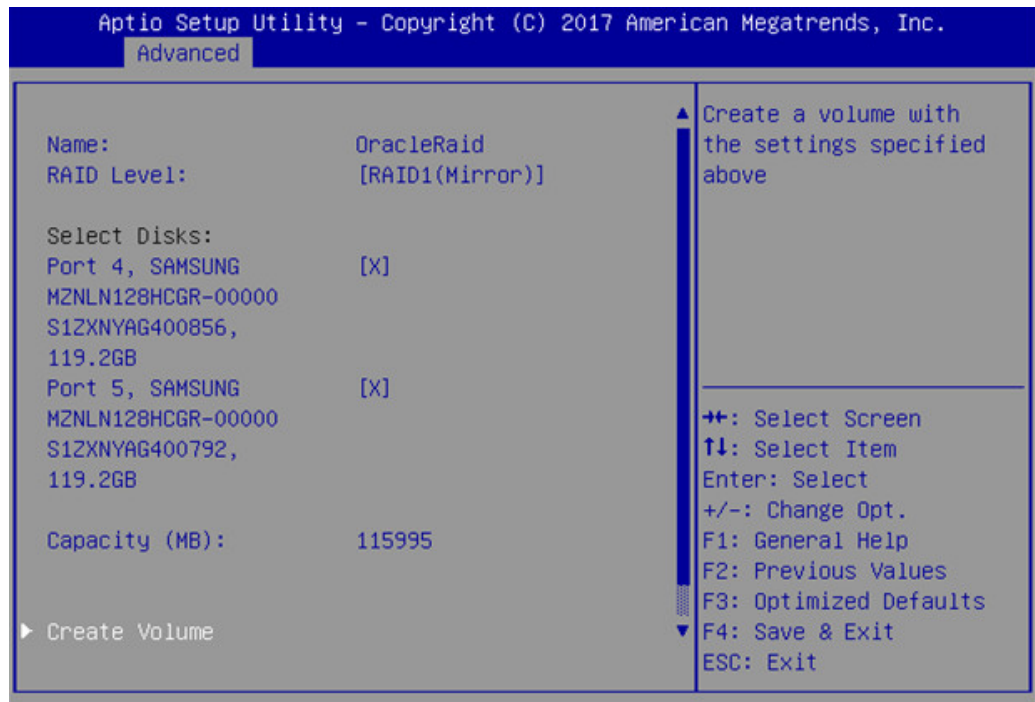 Aptio Setup Utility – Copyright (C) 2017 American Megatrends, Inc.
Advanced
Name: OracleRaid
RAID Level: [RAID1(Mirror)]
Select Disks:
Port 4, SAMSUNG [X]
MZNLN128HCGR-00000
S1ZXNYAG400856,
119.2GB
Port 5, SAMSUNG [X]
MZNLN128HCGR-00000
S1ZXNYAG400792,
119.2GB
Capacity (MB): 115995
▶ Create Volume
Create a volume with
the settings specified
above
→←: Select Screen
↑↓: Select Item
Enter: Select
+/-: Change Opt.
F1: General Help
F2: Previous Values
F3: Optimized Defaults
F4: Save & Exit
ESC: Exit